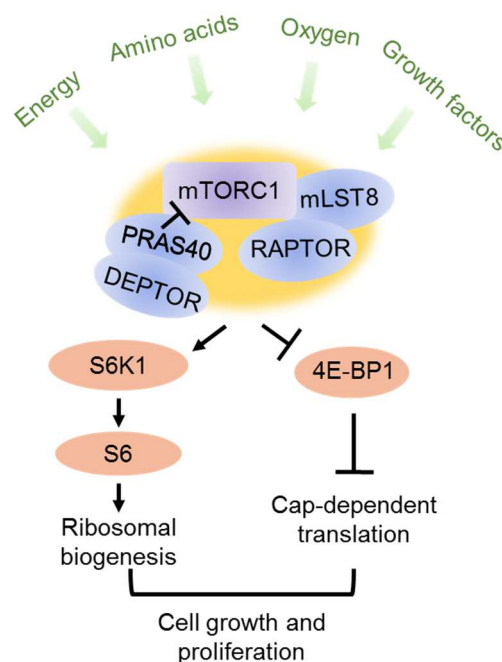 Energy
Amino acids
Oxygen
Growth factors
mTORC1
mLST8
PRAS40
RAPTOR
DEPTOR
S6K1
4E-BP1
S6
Ribosomal
biogenesis
Cap-dependent
translation
Cell growth and
proliferation